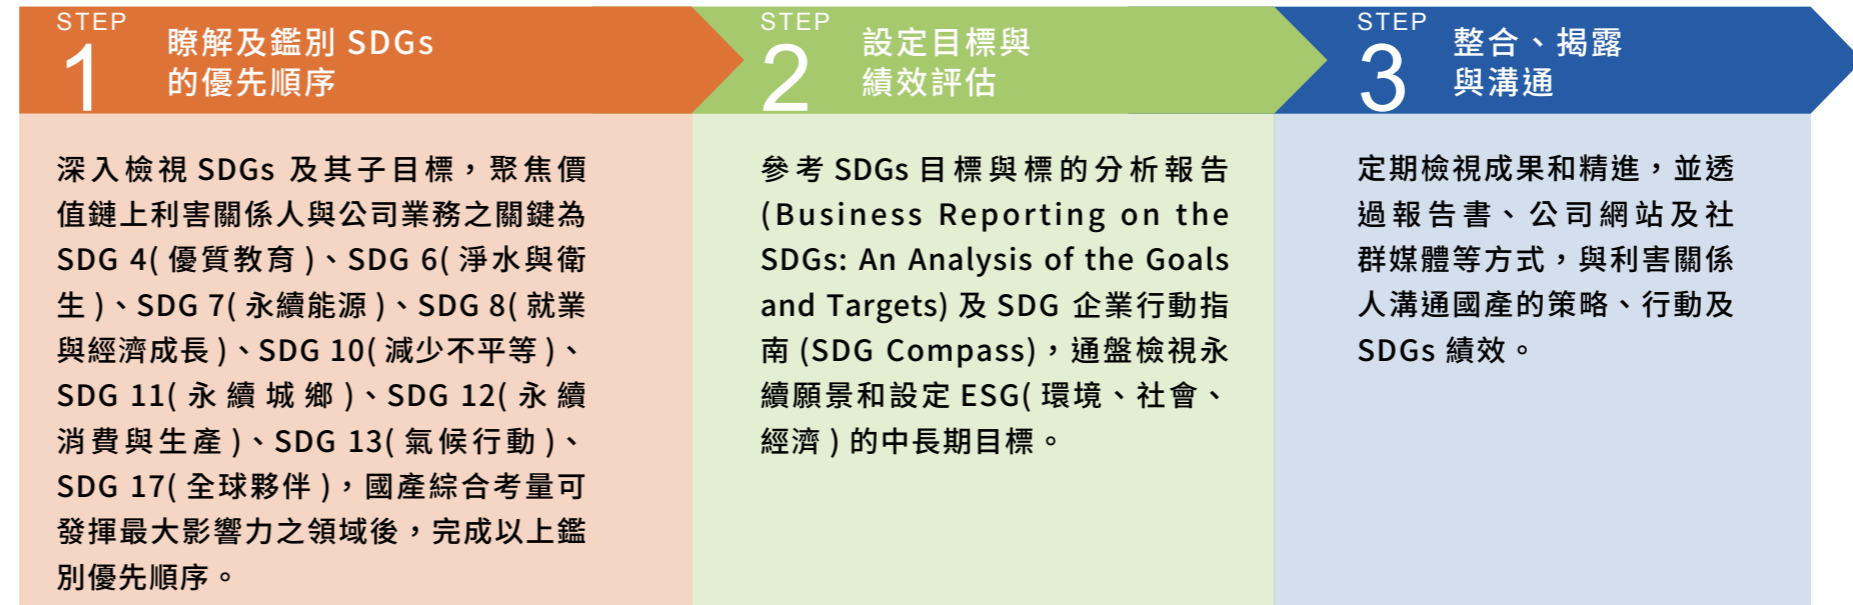 STEP
1
瞭解及鑑別 SDGs
的優先順序
深入檢視 SDGs 及其子目標，聚焦價
值鏈上利害關係人與公司業務之關鍵為
SDG 4( 優質教育 )、SDG 6( 淨水與衛
生 )、SDG 7( 永續能源 )、SDG 8( 就業
與經濟成長 )、SDG 10( 減少不平等 )、
SDG 11( 永續城鄉 )、SDG 12( 永續
消費與生產 )、SDG 13( 氣候行動 )、
SDG 17( 全球夥伴 )，國產綜合考量可
發揮最大影響力之領域後，完成以上鑑
別優先順序。
STEP
2
設定目標與
績效評估
參考 SDGs 目標與標的分析報告
(Business Reporting on the
SDGs: An Analysis of the Goals
and Targets) 及 SDG 企業行動指
南 (SDG Compass)，通盤檢視永
續願景和設定 ESG( 環境、社會、
經濟 ) 的中長期目標。
STEP
3
整合、揭露
與溝通
定期檢視成果和精進，並透
過報告書、公司網站及社
群媒體等方式，與利害關係
人溝通國產的策略、行動及
SDGs 績效。